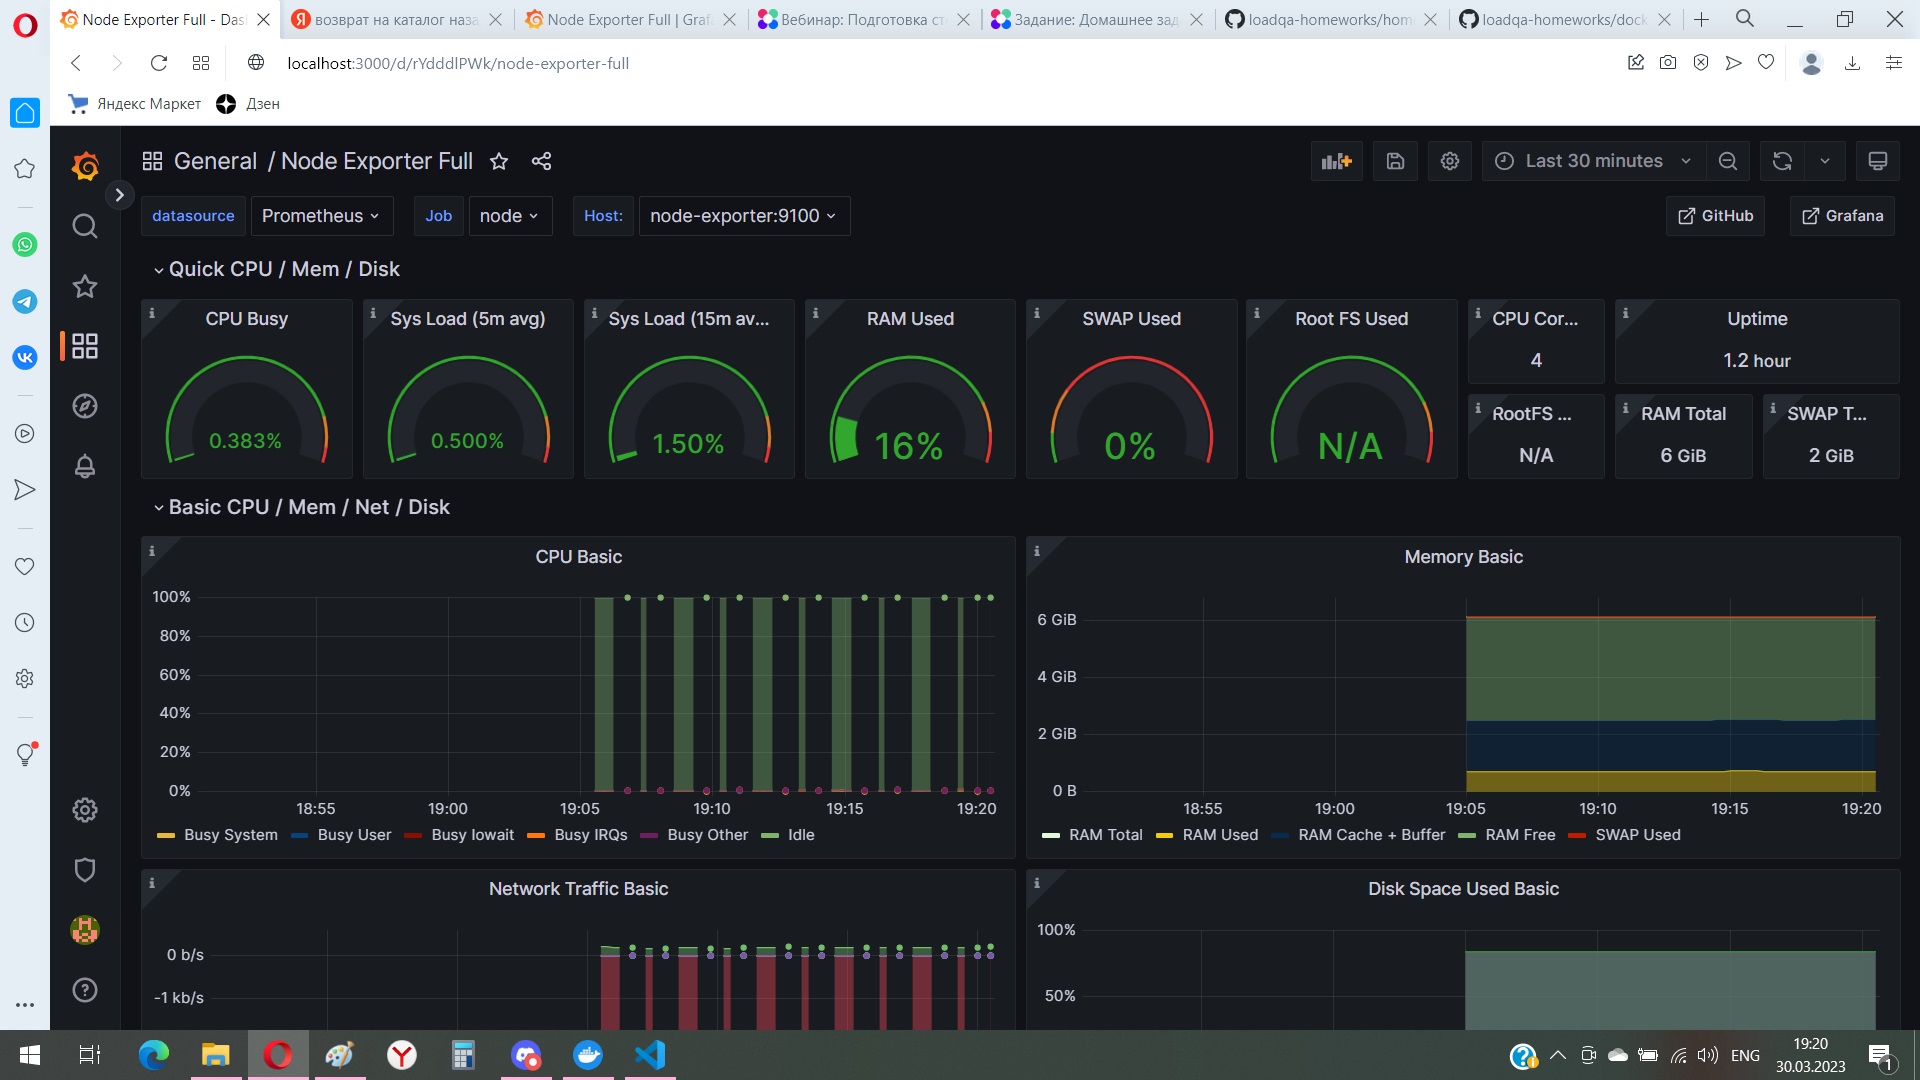 Node Exporter Full - Das
возврат на каталог наза
Node Exporter Full | Graf
Вебинар: Подготовка ст
Задание: Домашнее зад
loadqa-homeworks/hom
loadqa-homeworks/dock
localhost:3000/d/rYdddlPWk/node-exporter-full
Яндекс Маркет
Дзен
General / Node Exporter Full
Last 30 minutes
datasource
Prometheus
Job
node
Host:
node-exporter:9100
GitHub
Grafana
Quick CPU / Mem / Disk
CPU Busy
0.383%
Sys Load (5m avg)
0.500%
Sys Load (15m av...
1.50%
RAM Used
16%
SWAP Used
0%
Root FS Used
N/A
CPU Cor...
4
Uptime
1.2 hour
RootFS ...
N/A
RAM Total
6 GiB
SWAP T...
2 GiB
Basic CPU / Mem / Net / Disk
CPU Basic
100%
80%
60%
40%
20%
0%
18:55
19:00
19:05
19:10
19:15
19:20
Busy System
Busy User
Busy Iowait
Busy IRQs
Busy Other
Idle
Memory Basic
6 GiB
4 GiB
2 GiB
0 B
18:55
19:00
19:05
19:10
19:15
19:20
RAM Total
RAM Used
RAM Cache + Buffer
RAM Free
SWAP Used
Network Traffic Basic
0 b/s
-1 kb/s
Disk Space Used Basic
100%
50%
ENG
19:20
30.03.2023
1